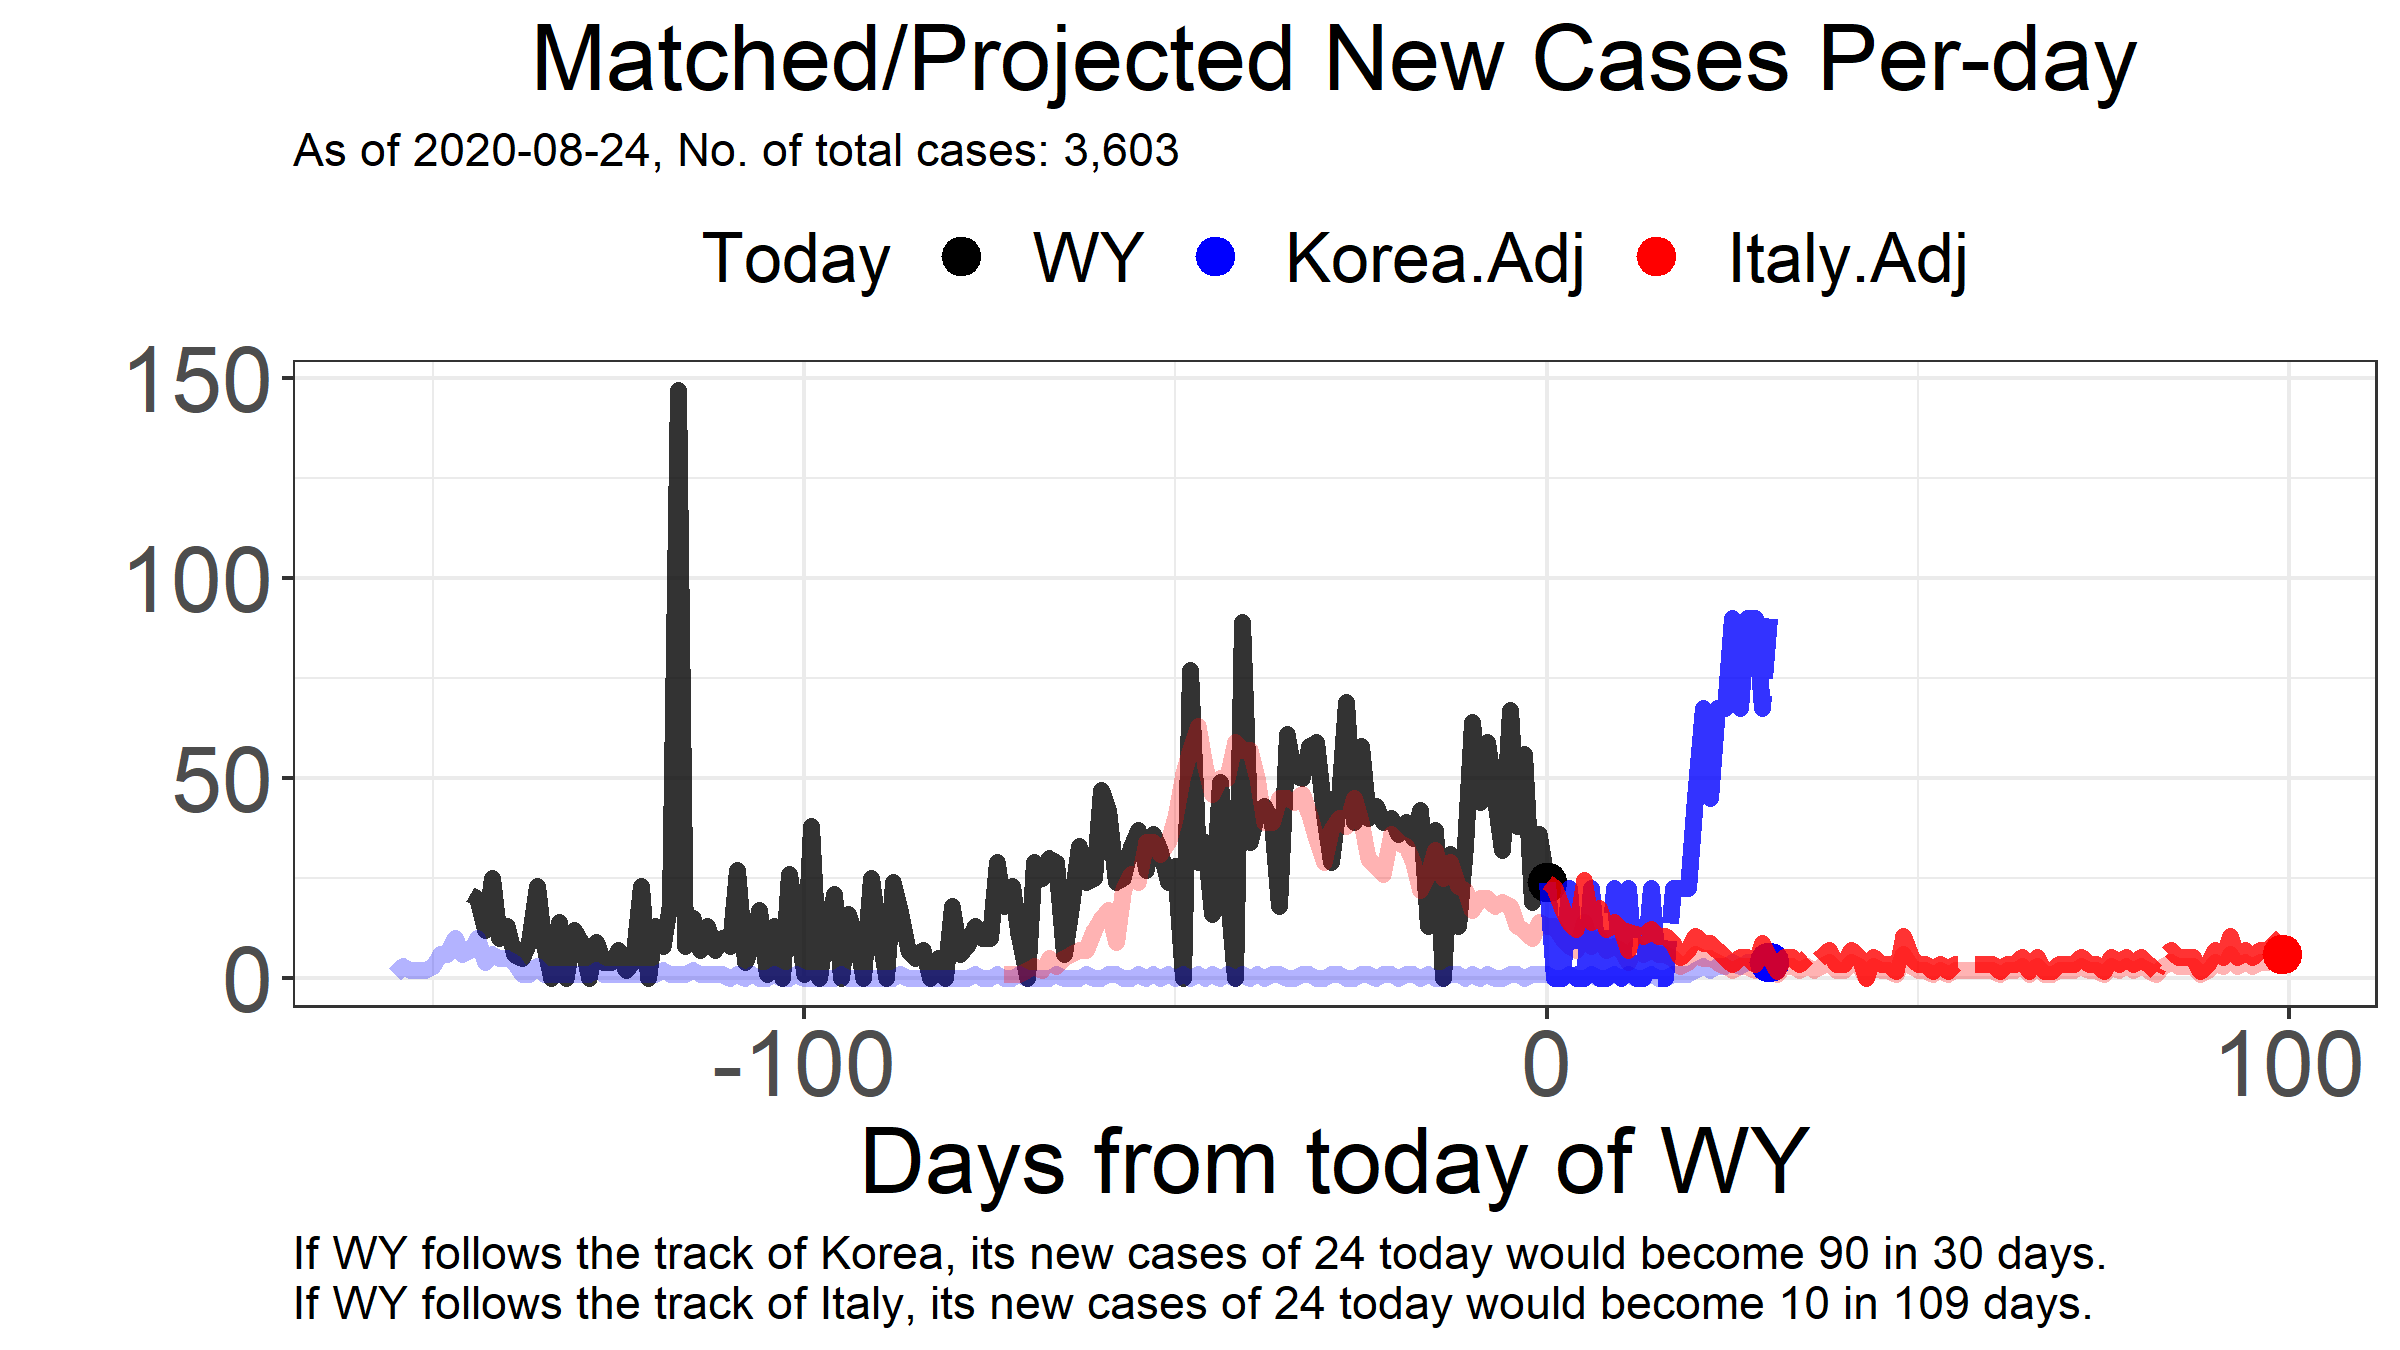 Matched/Projected New Cases Per-day
As of 2020-08-24, No. of total cases: 3,603
Today WY Korea.Adj Italy.Adj
150
100
50
0
-100 0 100
Days from today of WY
If WY follows the track of Korea, its new cases of 24 today would become 90 in 30 days.
If WY follows the track of Italy, its new cases of 24 today would become 10 in 109 days.